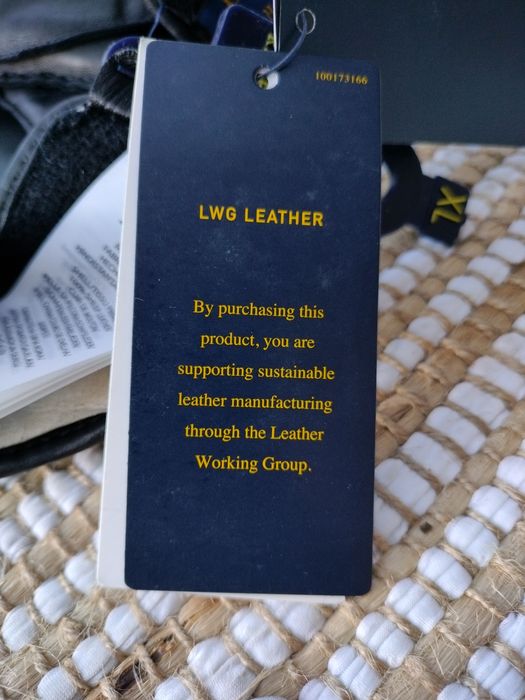 100173166
LWG LEATHER
By purchasing this
product, you are
supporting sustainable
leather manufacturing
through the Leather
Working Group.
XL